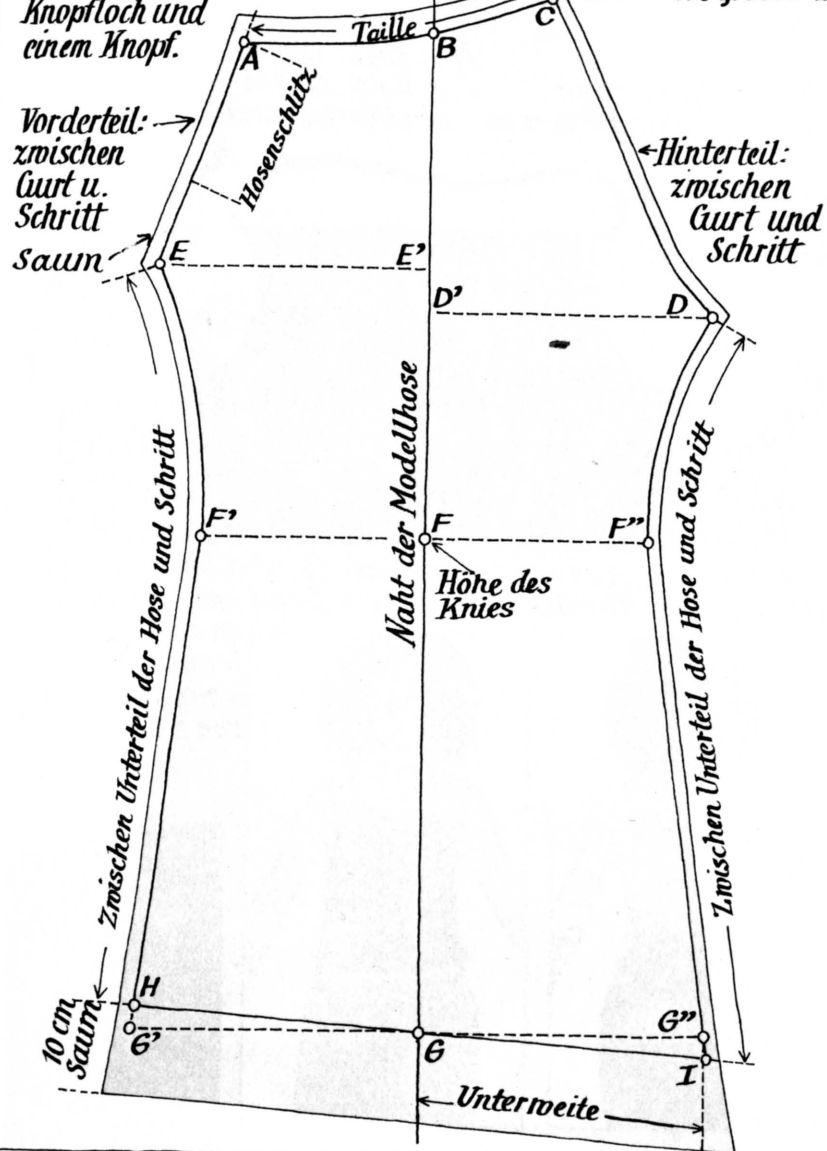 Knopfloch und
einem Knopf.
Taille
A
B
C
Hosenschlitz
Vorderteil:
zwischen
Gurt u.
Schritt
Saum
Hinterteil:
zwischen
Gurt und
Schritt
E
E'
D'
D
Naht der Modellhose
Zwischen Unterteil der Hose und Schritt
Zwischen Unterteil der Hose und Schritt
F'
F
F"
Höhe des
Knies
H
G'
G
G"
I
10 cm
Saum
Unterweite